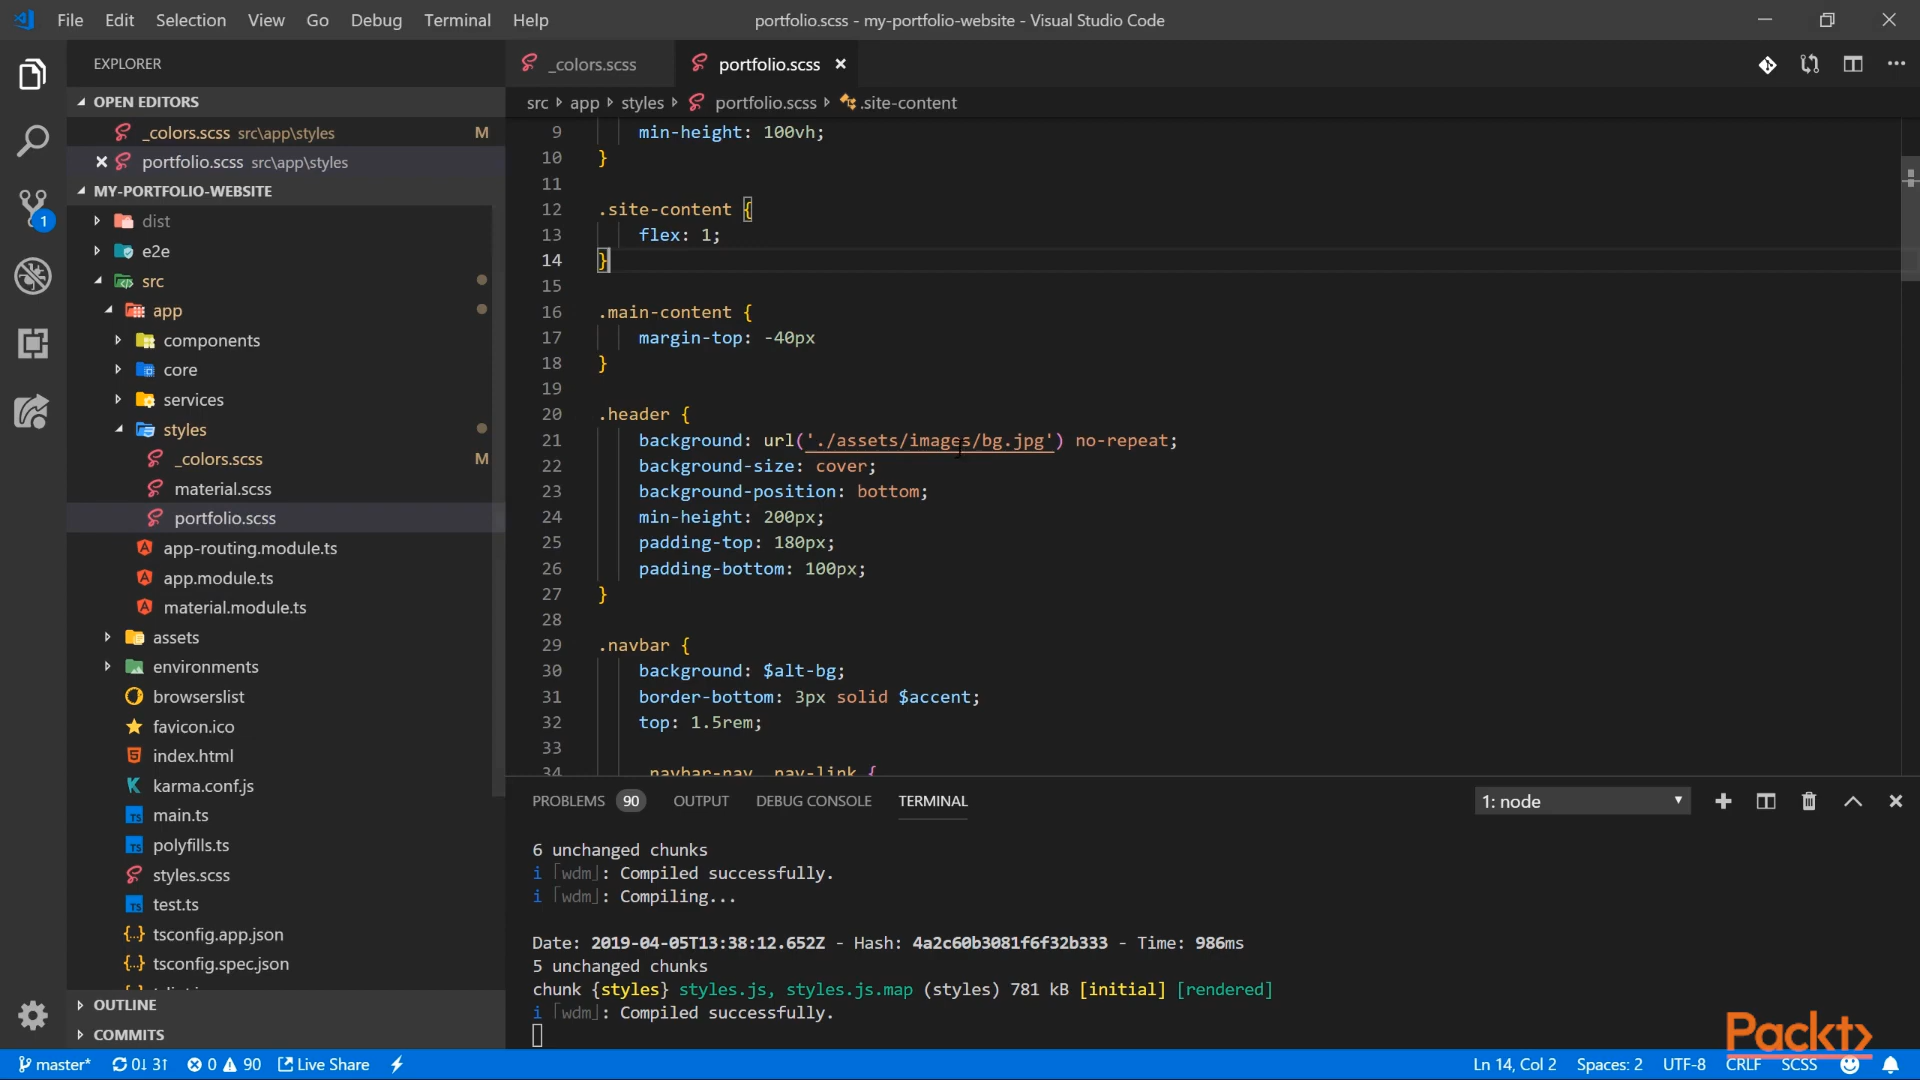 File Edit Selection View Go Debug Terminal Help
portfolio.scss - my-portfolio-website - Visual Studio Code
EXPLORER
OPEN EDITORS
_colors.scss src\app\styles M
portfolio.scss src\app\styles
MY-PORTFOLIO-WEBSITE
dist
e2e
src
app
components
core
services
styles
_colors.scss M
material.scss
portfolio.scss
app-routing.module.ts
app.module.ts
material.module.ts
assets
environments
browserslist
favicon.ico
index.html
karma.conf.js
main.ts
polyfills.ts
styles.scss
test.ts
tsconfig.app.json
tsconfig.spec.json
OUTLINE
COMMITS
1
_colors.scss portfolio.scss
src app styles portfolio.scss .site-content
9 min-height: 100vh;
10 }
11
12 .site-content {
13 flex: 1;
14 }
15
16 .main-content {
17 margin-top: -40px
18 }
19
20 .header {
21 background: url('./assets/images/bg.jpg') no-repeat;
22 background-size: cover;
23 background-position: bottom;
24 min-height: 200px;
25 padding-top: 180px;
26 padding-bottom: 100px;
27 }
28
29 .navbar {
30 background: $alt-bg;
31 border-bottom: 3px solid $accent;
32 top: 1.5rem;
33
34 .navbar-nav .nav-link {
PROBLEMS 90 OUTPUT DEBUG CONSOLE TERMINAL 1: node
6 unchanged chunks
i ｢wdm｣: Compiled successfully.
i ｢wdm｣: Compiling...
Date: 2019-04-05T13:38:12.652Z - Hash: 4a2c60b3081f6f32b333 - Time: 986ms
5 unchanged chunks
chunk {styles} styles.js, styles.js.map (styles) 781 kB [initial] [rendered]
i ｢wdm｣: Compiled successfully.
Packt>
master* 0↓ 3↑ 0 90 Live Share Ln 14, Col 2 Spaces: 2 UTF-8 CRLF SCSS